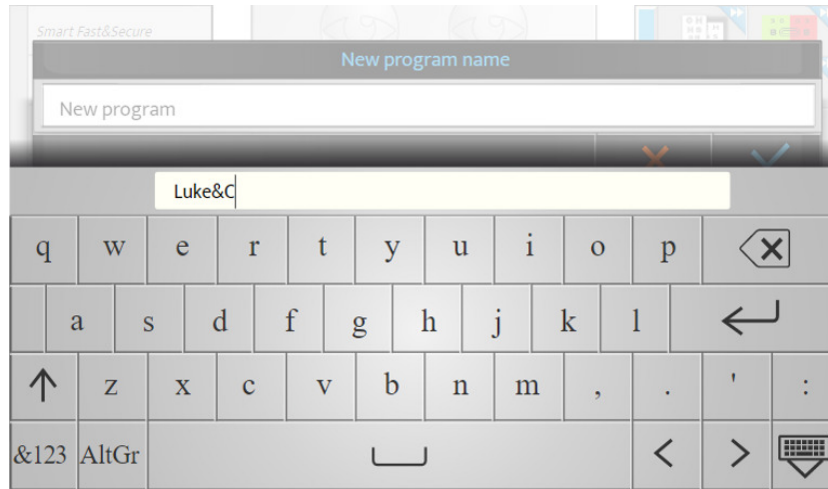 Smart Fast&Secure
New program name
New program
Luke&C
q w e r t y u i o p
a s d f g h j k l
z x c v b n m , . ' :
&123 AltGr < >